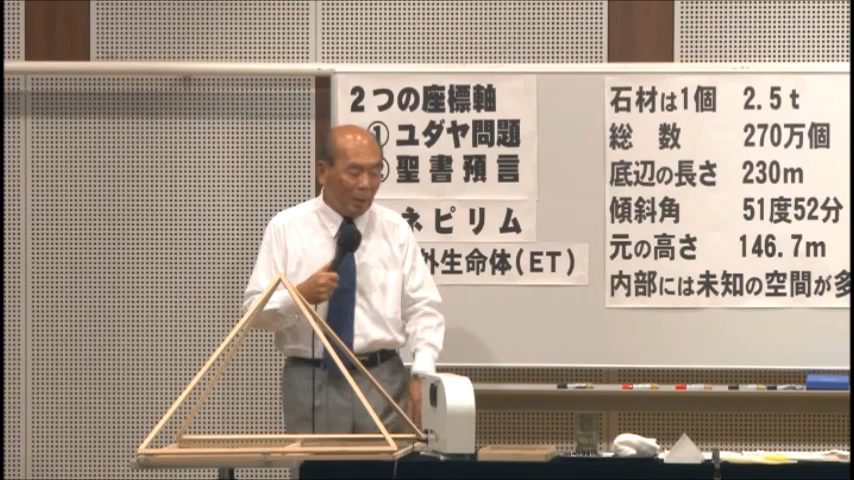 2つの座標軸
① ユダヤ問題
聖書預言
ネピリム
外生命体(ET)
石材は1個 2.5t
総数 270万個
底辺の長さ 230m
傾斜角 51度52分
元の高さ 146.7m
内部には未知の空間が多